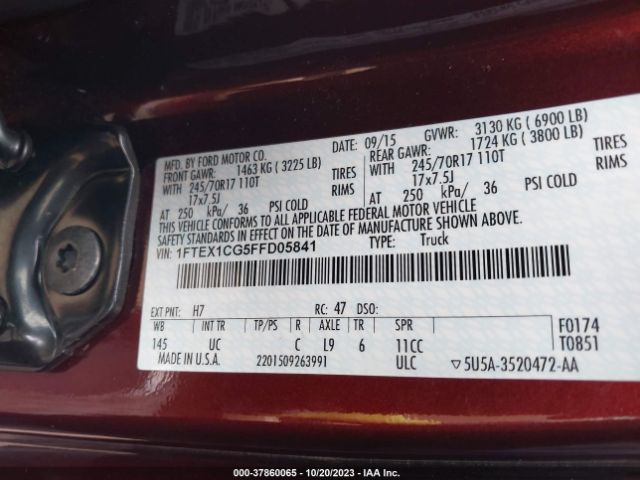 MFD. BY FORD MOTOR CO. DATE: 09/15 GVWR: 3130 KG ( 6900 LB)
FRONT GAWR: 1463 KG ( 3225 LB) REAR GAWR: 1724 KG ( 3800 LB)
WITH 245/70R17 110T TIRES WITH 245/70R17 110T TIRES
17x7.5J RIMS 17x7.5J RIMS
AT 250 kPa/ 36 PSI COLD AT 250 kPa/ 36 PSI COLD
THIS VEHICLE CONFORMS TO ALL APPLICABLE FEDERAL MOTOR VEHICLE
SAFETY STANDARDS IN EFFECT ON THE DATE OF MANUFACTURE SHOWN ABOVE.
VIN: 1FTEX1CG5FFD05841 TYPE: Truck
EXT PNT: H7 RC: 47 DSO:
WB INT TR TP/PS R AXLE TR SPR F0174
145 UC C L9 6 11CC T0851
MADE IN U.S.A. 2201509263991 ULC 5U5A-3520472-AA
000-37860065 - 10/20/2023 - IAA Inc.